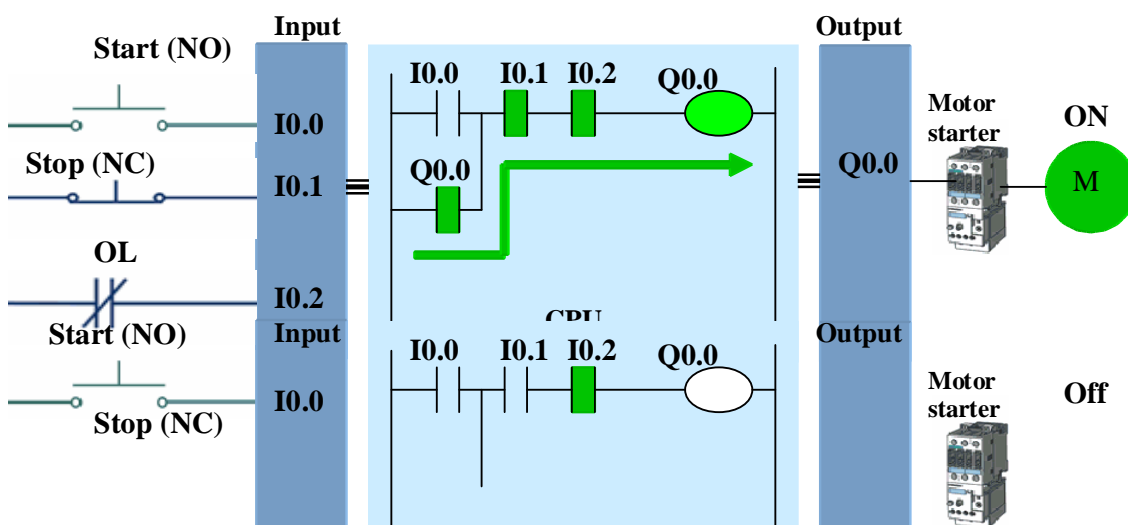 Input
Output
Start (NO)
I0.0
I0.1
I0.2
Q0.0
Motor
starter
ON
I0.0
Stop (NC)
Q0.0
I0.1
Q0.0
M
OL
I0.2
CPU
Start (NO)
Input
Output
I0.0
I0.1
I0.2
Q0.0
Motor
starter
Off
I0.0
Stop (NC)